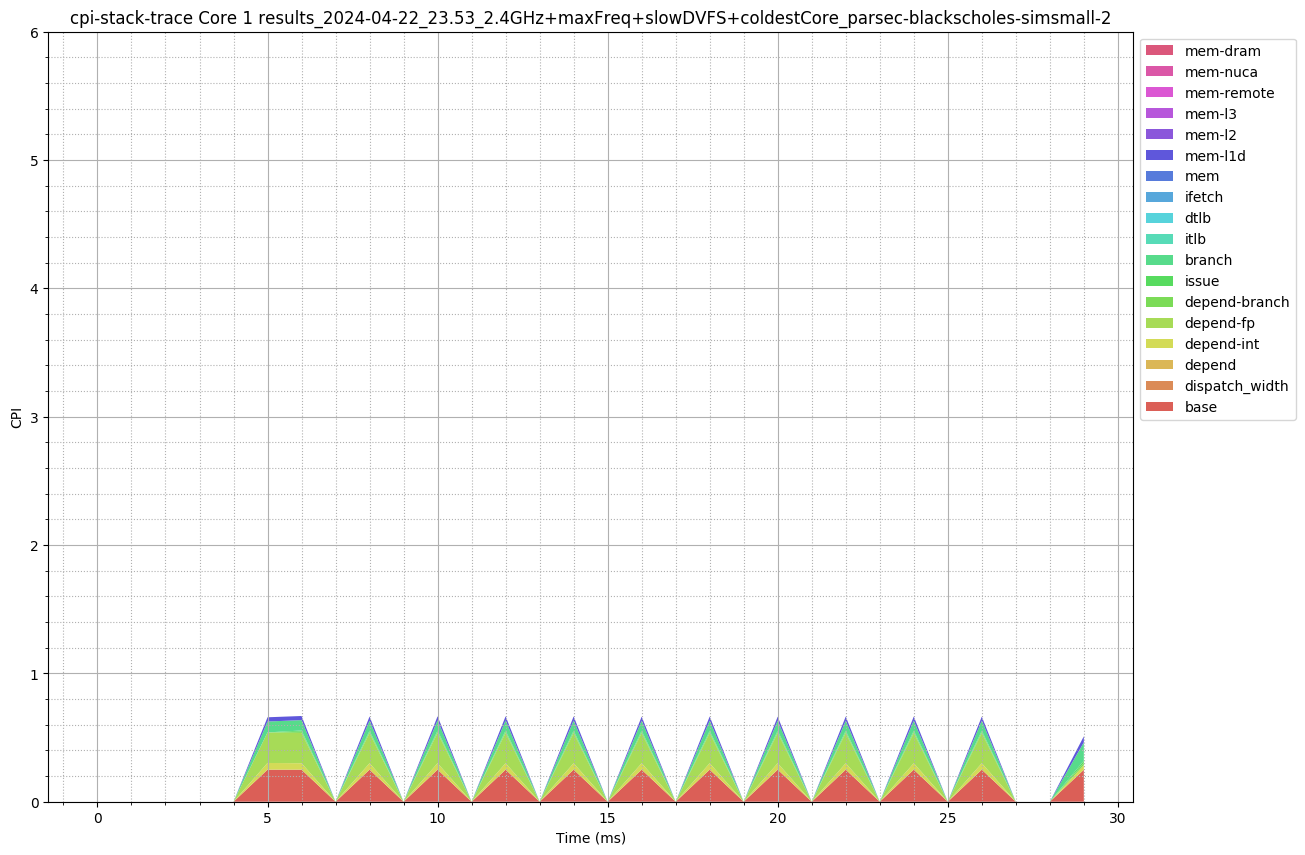 cpi-stack-trace Core 1 results_2024-04-22_23.53_2.4GHz+maxFreq+slowDVFS+coldestCore_parsec-blackscholes-simsmall-2
mem-dram
mem-nuca
mem-remote
mem-l3
mem-l2
mem-l1d
mem
ifetch
dtlb
itlb
branch
issue
depend-branch
depend-fp
depend-int
depend
dispatch_width
base
6
5
4
3
2
1
0
CPI
0
5
10
15
20
25
30
Time (ms)